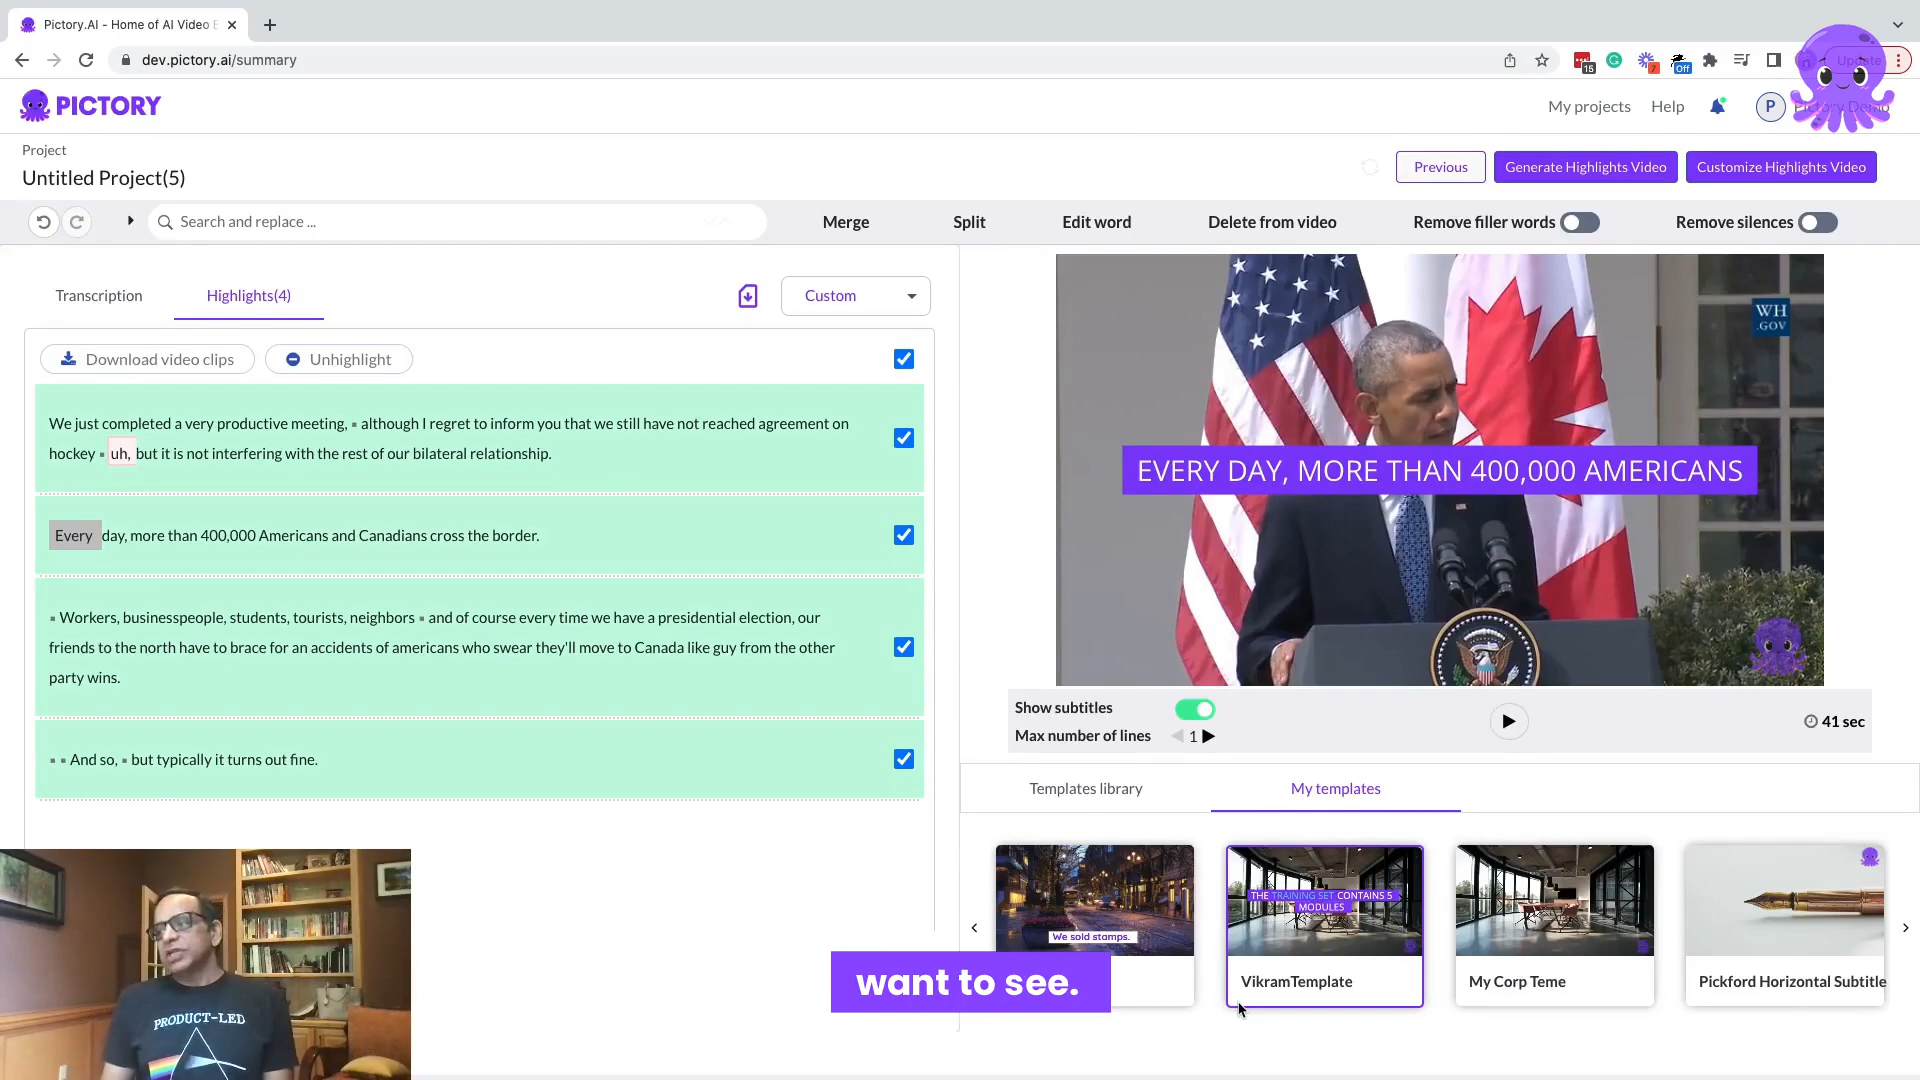 Pictory.AI - Home of AI Video E
dev.pictory.ai/summary
15
7
Off
Update
PICTORY
My projects
Help
P
Pictory Demo
Project
Untitled Project(5)
Previous
Generate Highlights Video
Customize Highlights Video
Search and replace ...
Merge
Split
Edit word
Delete from video
Remove filler words
Remove silences
Transcription
Highlights(4)
Custom
Download video clips
Unhighlight
We just completed a very productive meeting, ▪ although I regret to inform you that we still have not reached agreement on
hockey ▪ uh, but it is not interfering with the rest of our bilateral relationship.
Every day, more than 400,000 Americans and Canadians cross the border.
▪ Workers, businesspeople, students, tourists, neighbors ▪ and of course every time we have a presidential election, our
friends to the north have to brace for an accidents of americans who swear they'll move to Canada like guy from the other
party wins.
▪ ▪ And so, ▪ but typically it turns out fine.
WH
.GOV
EVERY DAY, MORE THAN 400,000 AMERICANS
Show subtitles
Max number of lines
1
41 sec
Templates library
My templates
We sold stamps.
THE TRAINING SET CONTAINS 5
MODULES
VikramTemplate
My Corp Teme
Pickford Horizontal Subtitle
want to see.
PRODUCT-LED